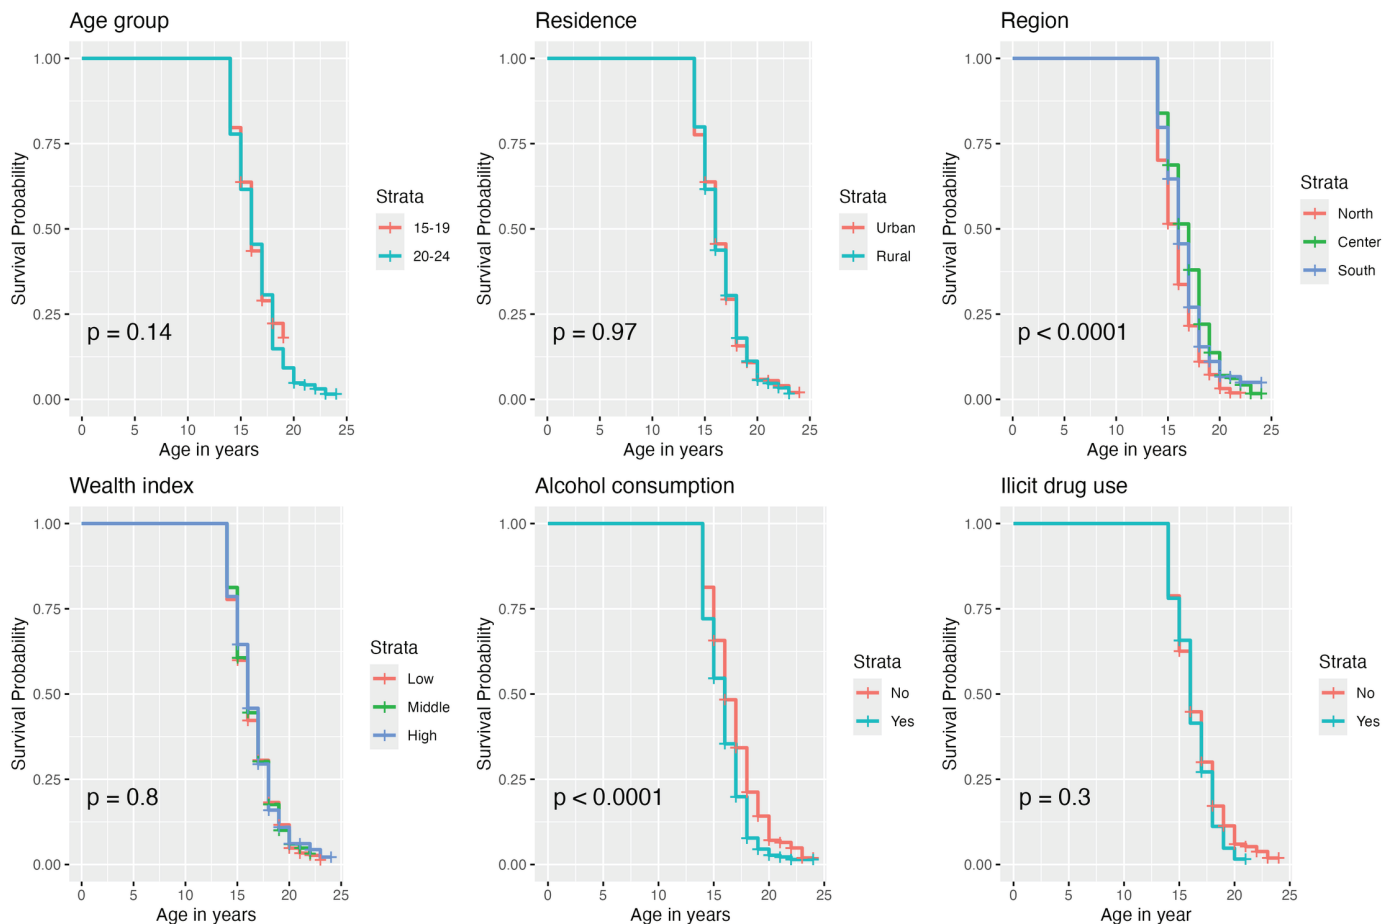 Age group
Survival Probability
1.00
0.75
0.50
0.25
0.00
p = 0.14
0 5 10 15 20 25
Age in years
Strata
15-19
20-24
Residence
Survival Probability
1.00
0.75
0.50
0.25
0.00
p = 0.97
0 5 10 15 20 25
Age in years
Strata
Urban
Rural
Region
Survival Probability
1.00
0.75
0.50
0.25
0.00
p < 0.0001
0 5 10 15 20 25
Age in years
Strata
North
Center
South
Wealth index
Survival Probability
1.00
0.75
0.50
0.25
0.00
p = 0.8
0 5 10 15 20 25
Age in years
Strata
Low
Middle
High
Alcohol consumption
Survival Probability
1.00
0.75
0.50
0.25
0.00
p < 0.0001
0 5 10 15 20 25
Age in years
Strata
No
Yes
Ilicit drug use
Survival Probability
1.00
0.75
0.50
0.25
0.00
p = 0.3
0 5 10 15 20 25
Age in year
Strata
No
Yes